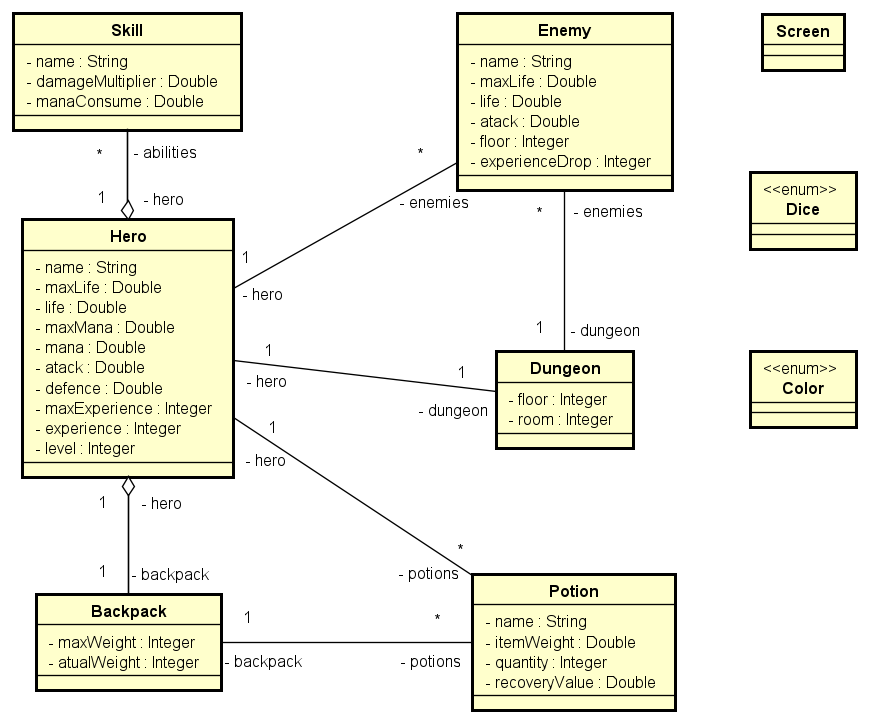 Skill
- name : String
- damageMultiplier : Double
- manaConsume : Double
* - abilities
1 - hero
Enemy
- name : String
- maxLife : Double
- life : Double
- atack : Double
- floor : Integer
- experienceDrop : Integer
Screen
<<enum>>
Dice
<<enum>>
Color
Hero
- name : String
- maxLife : Double
- life : Double
- maxMana : Double
- mana : Double
- atack : Double
- defence : Double
- maxExperience : Integer
- experience : Integer
- level : Integer
*
- enemies
1
- hero
* - enemies
1 - dungeon
1
- hero
1
- dungeon
Dungeon
- floor : Integer
- room : Integer
1
- hero
*
- potions
1 - hero
1 - backpack
Backpack
- maxWeight : Integer
- atualWeight : Integer
1
- backpack
*
- potions
Potion
- name : String
- itemWeight : Double
- quantity : Integer
- recoveryValue : Double